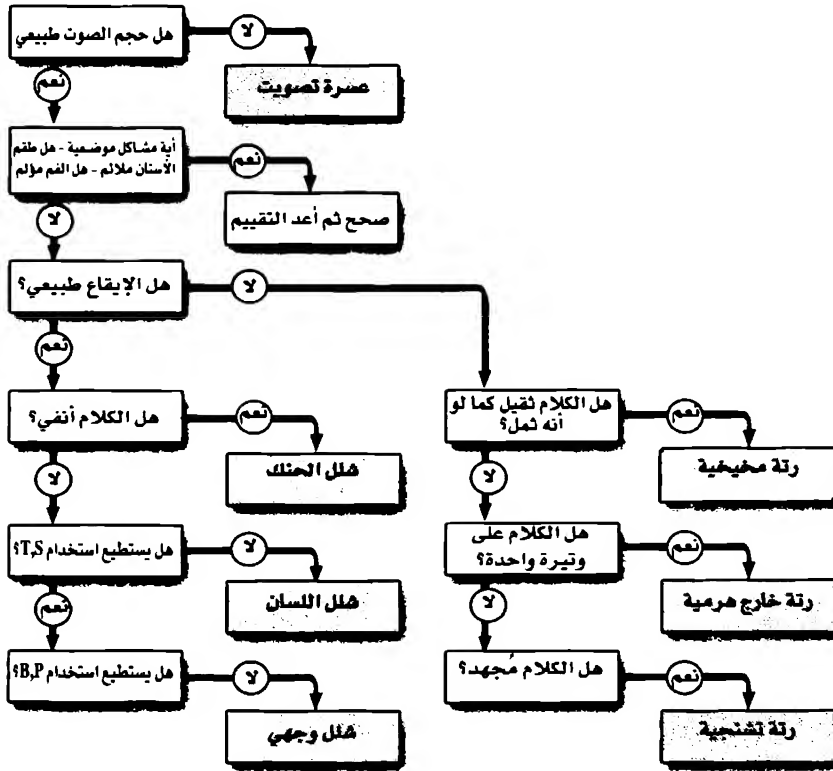 هل حجم الصوت طبيعي
لا
عسرة تصويت
نعم
أية مشاكل موضعية - هل طقم
الأسنان ملائم - هل الفم مؤلم
نعم
صحح ثم أعد التقييم
لا
هل الإيقاع طبيعي؟
لا
نعم
هل الكلام أنفي؟
نعم
شلل الحنك
لا
هل يستطيع استخدام T,S؟
لا
شلل اللسان
نعم
هل يستطيع استخدام B,P؟
لا
شلل وجهي
هل الكلام ثقيل كما لو
أنه ثمل؟
نعم
رتة مخيخية
لا
هل الكلام على
وتيرة واحدة؟
نعم
رتة خارج هرمية
لا
هل الكلام مُجهد؟
نعم
رتة تشنجية